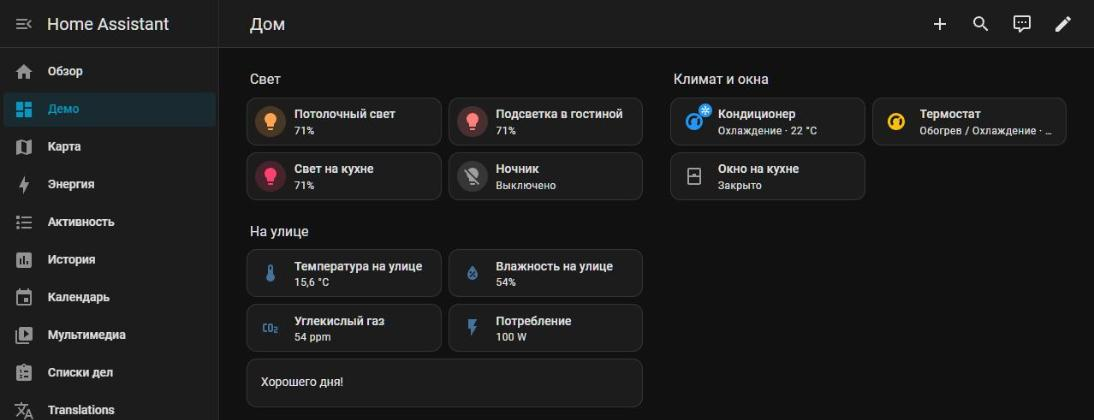 Home Assistant
Обзор
Демо
Карта
Энергия
Активность
История
Календарь
Мультимедиа
Списки дел
Translations
Дом
Свет
Потолочный свет
71%
Подсветка в гостиной
71%
Свет на кухне
71%
Ночник
Выключено
На улице
Температура на улице
15,6 °C
Влажность на улице
54%
CO₂
Углекислый газ
54 ppm
Потребление
100 W
Хорошего дня!
Климат и окна
Кондиционер
Охлаждение · 22 °C
Термостат
Обогрев / Охлаждение · …
Окно на кухне
Закрыто